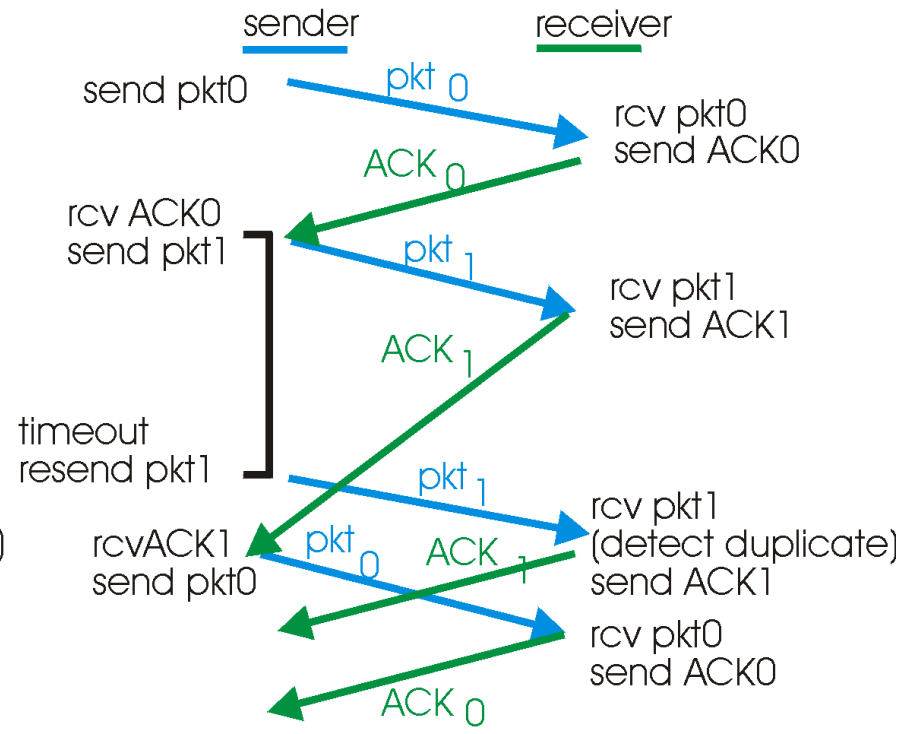 sender
receiver
send pkt0
pkt 0
rcv pkt0
send ACK0
ACK 0
rcv ACK0
send pkt1
pkt 1
rcv pkt1
send ACK1
ACK 1
timeout
resend pkt1
pkt 1
rcv pkt1
(detect duplicate)
send ACK1
)
rcvACK1
send pkt0
pkt 0
ACK 1
rcv pkt0
send ACK0
ACK 0